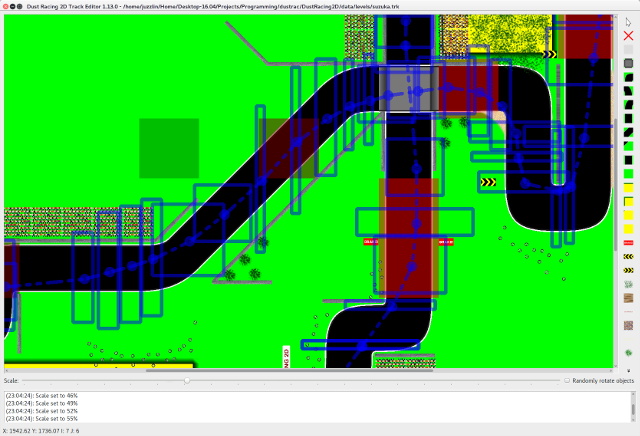 Dust Racing 2D Track Editor 1.13.0 - /home/juzzlin/Home/Desktop-16.04/Projects/Programming/dustrac/DustRacing2D/data/levels/suzuka.trk
NG 2D
Scale:
Randomly rotate objects
(23:04:24): Scale set to 46%
(23:04:24): Scale set to 49%
(23:04:24): Scale set to 52%
(23:04:24): Scale set to 55%
X: 1942.62 Y: 1736.07 I: 7 J: 6